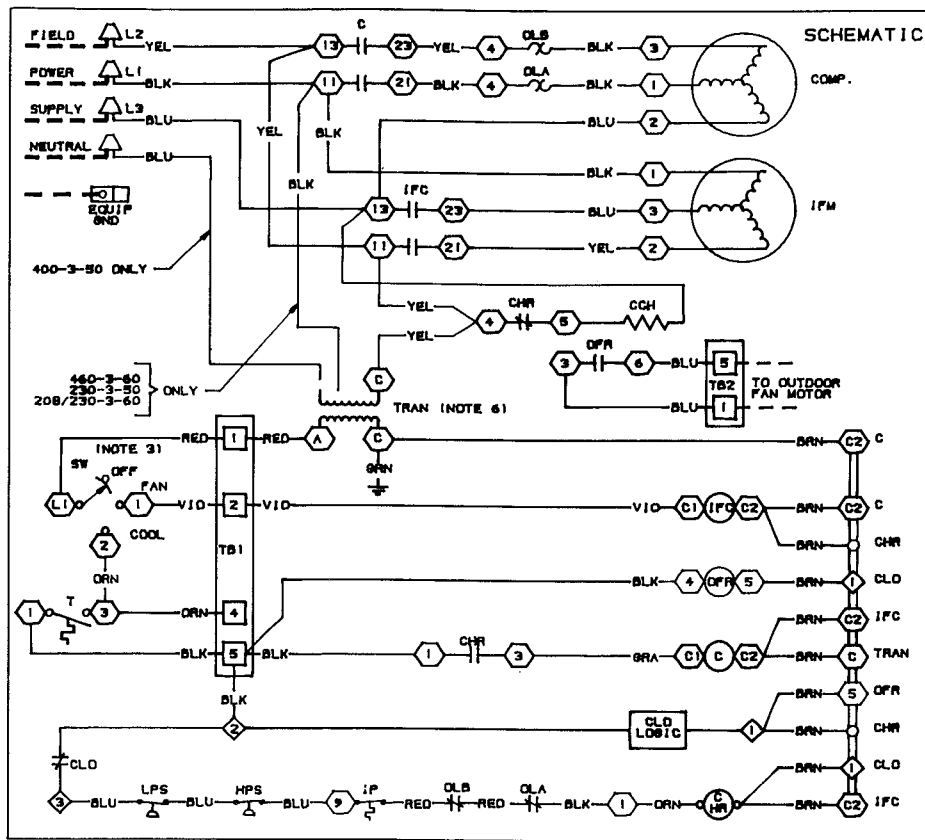 SCHEMATIC
FIELD L2 YEL 13 C 23 YEL 4 OLB BLK 3
POWER L1 BLK 11 21 BLK 4 OLA BLK 1 COMP.
SUPPLY L3 BLU BLU 2
NEUTRAL BLU YEL BLK
BLK 1
BLK
EQUIP GND
13 IFC 23 BLU 3 IFM
11 21 YEL 2
400-3-50 ONLY
YEL
4 CHR 5 CCH
YEL
3 OFR 6 BLU 5
TB2
TO OUTDOOR
FAN MOTOR
BLU 1
460-3-60
230-3-50
208/230-3-60
ONLY
C
TRAN (NOTE 6)
RED 1 RED A C BRN C2 C
GRN
(NOTE 3)
SW OFF
L1 1 FAN VIO 2 VIO VIO C1 IFC C2 BRN C2 C
BRN CHR
2 COOL
TB1
ORN
BLK 4 OFR 5 BRN 1 CLO
1 T 3 ORN 4
BRN C2 IFC
BLK 5 BLK 1 CHR 3 GRA C1 C C2 BRN C TRAN
BLK
BRN 5 OFR
2 CLO LOGIC 1 BRN CHR
CLO
BRN 1 CLO
3 BLU LPS BLU HPS BLU 9 IP RED OLB RED OLA BLK 1 ORN CHR BRN C2 IFC